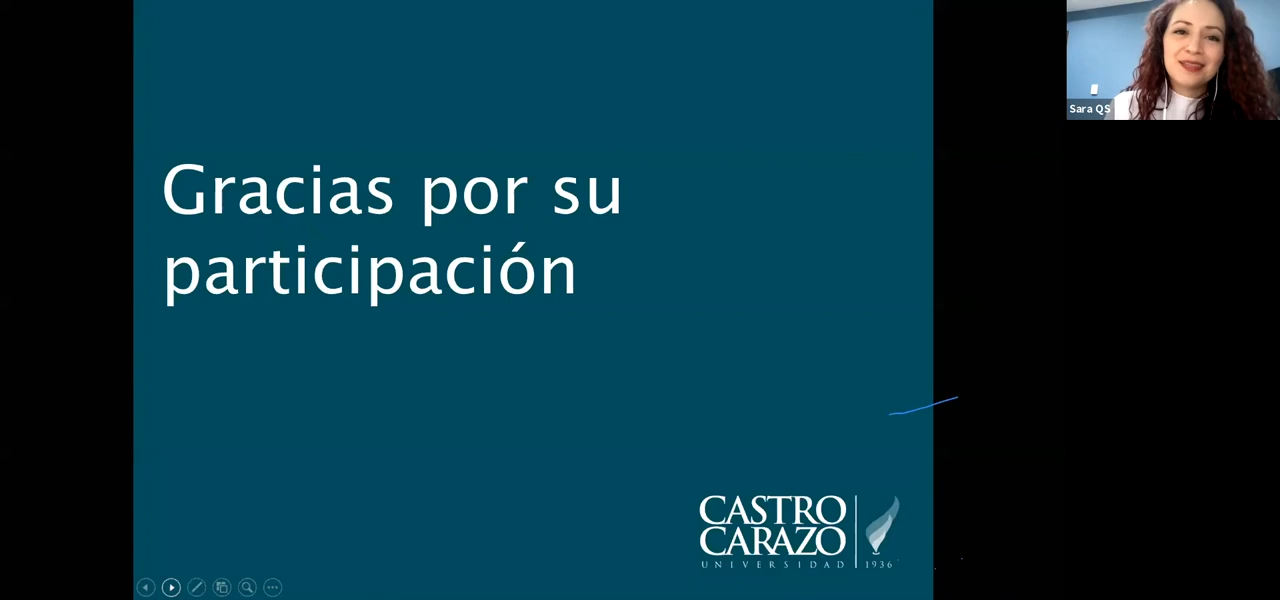 Sara QS
Gracias por su
participación
CASTRO
CARAZO
UNIVERSIDAD 1936